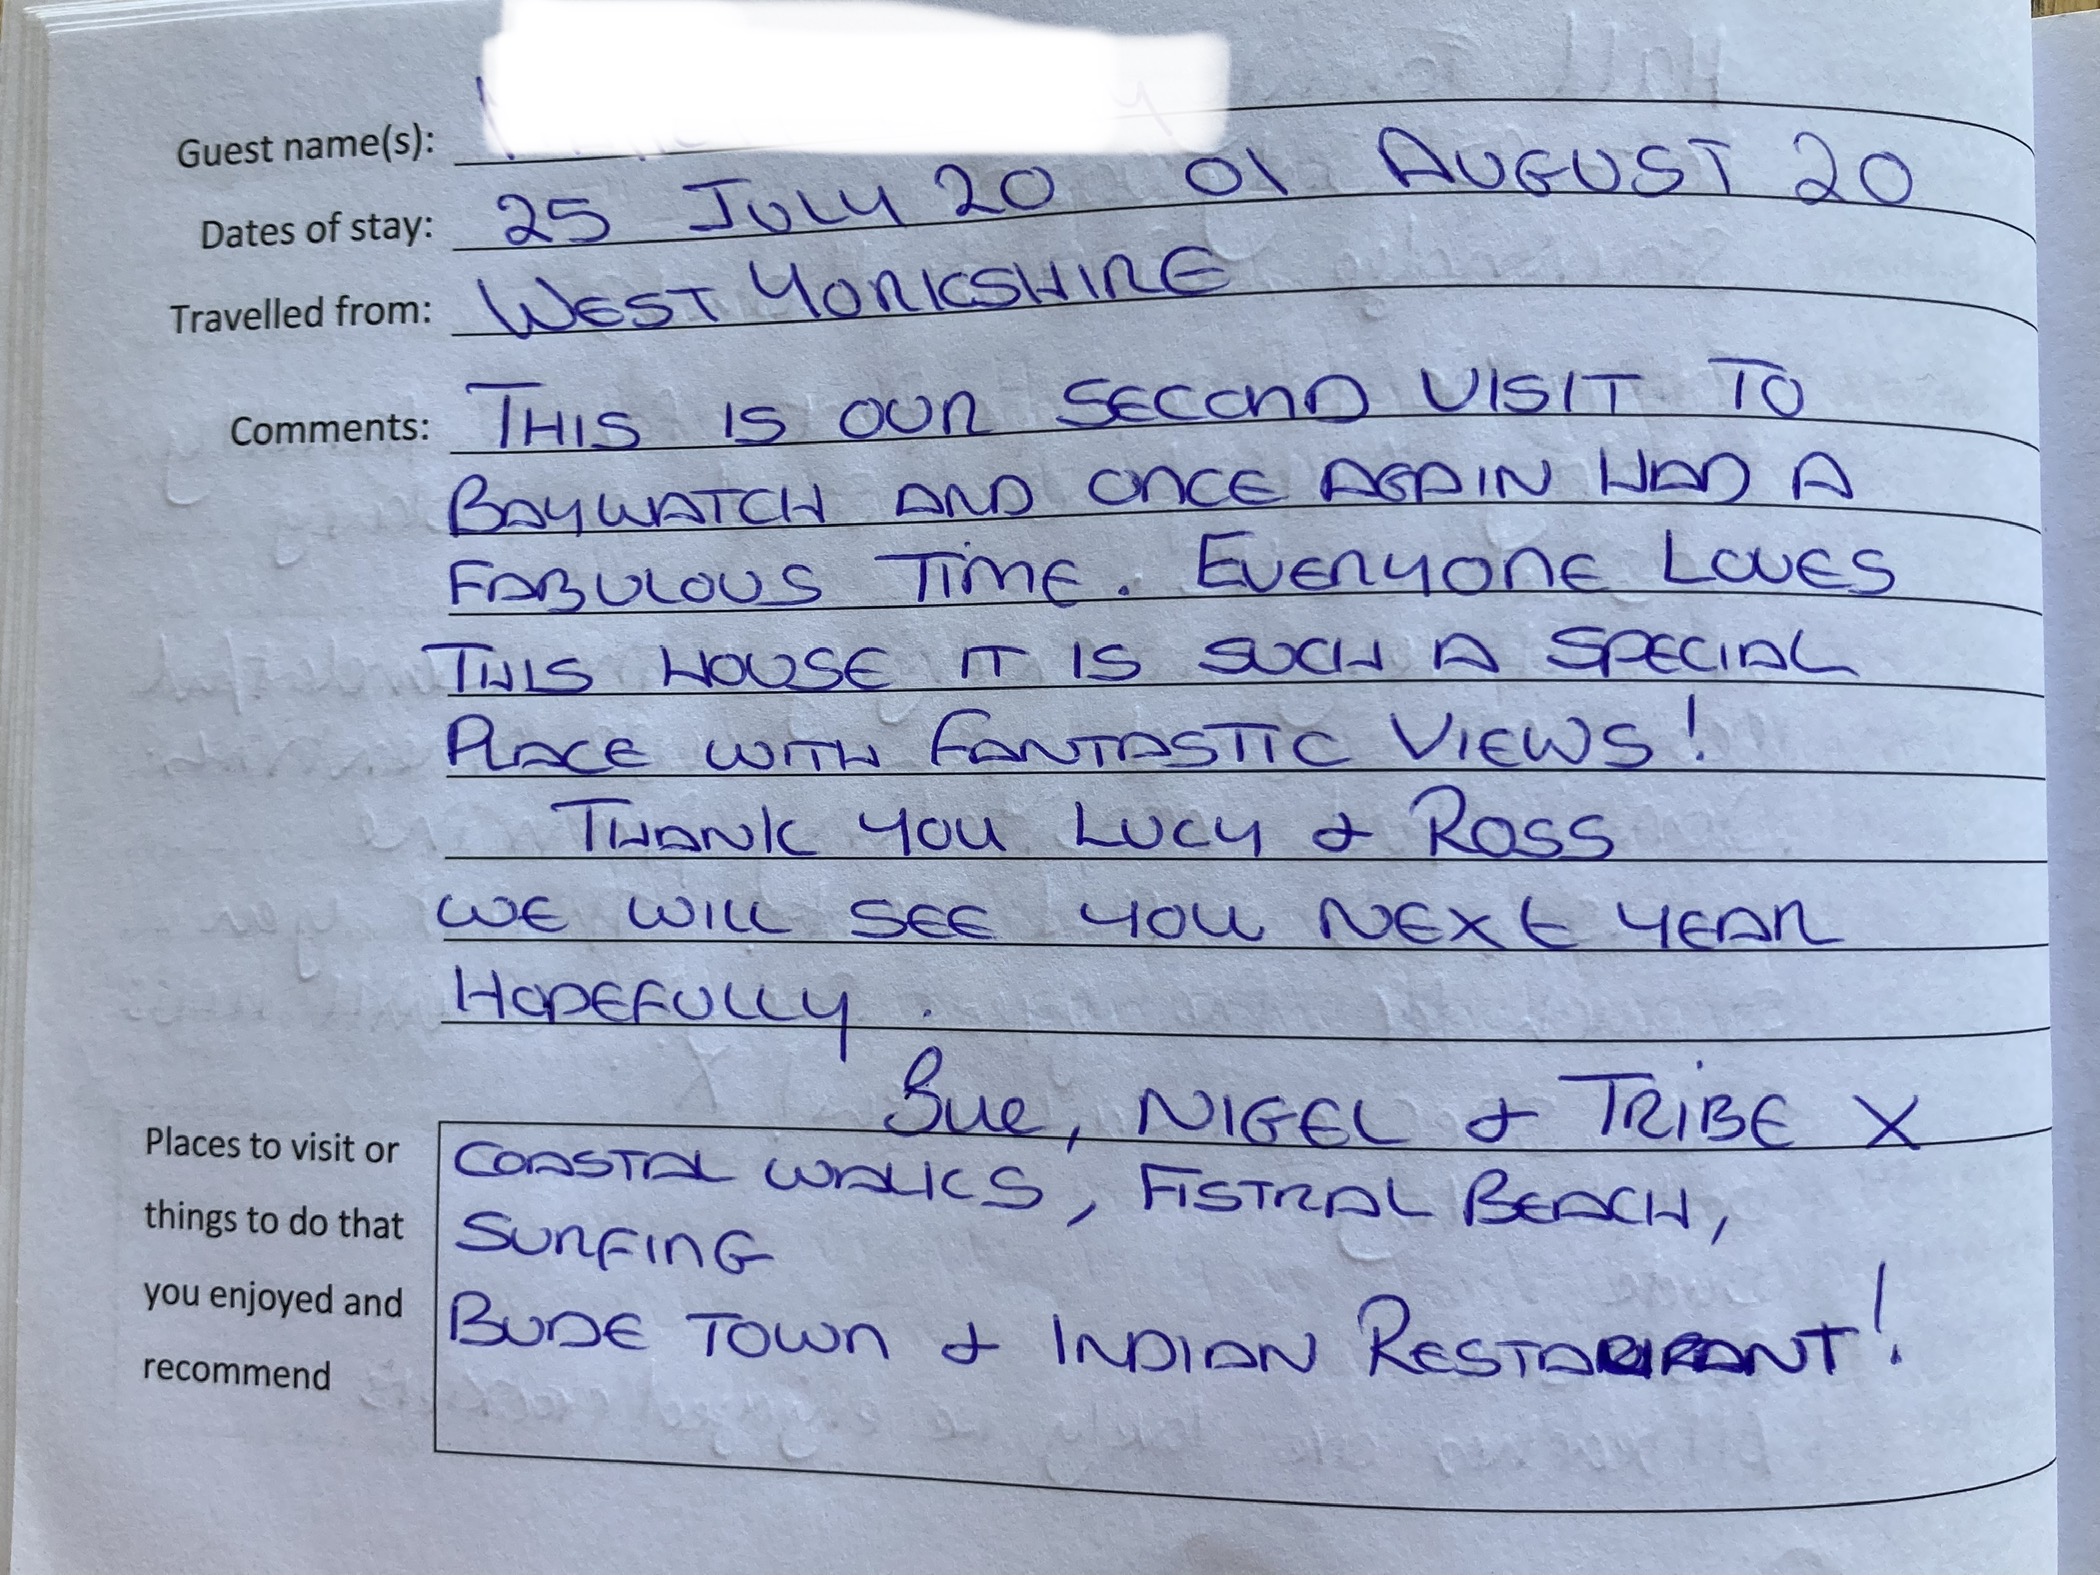 Guest name(s):
Dates of stay: 25 JULY 20 01 AUGUST 20
Travelled from: WEST YORKSHIRE
Comments: THIS IS OUR SECOND VISIT TO
BAYWATCH AND ONCE AGAIN HAD A
FABULOUS TIME. EVERYONE LOVES
THIS HOUSE IT IS SUCH A SPECIAL
PLACE WITH FANTASTIC VIEWS!
THANK YOU LUCY & ROSS
WE WILL SEE YOU NEXT YEAR
HOPEFULLY.
Sue, NIGEL & TRIBE X
Places to visit or
things to do that
you enjoyed and
recommend
COASTAL WALKS, FISTRAL BEACH,
SURFING
BUDE TOWN & INDIAN RESTAURANT!